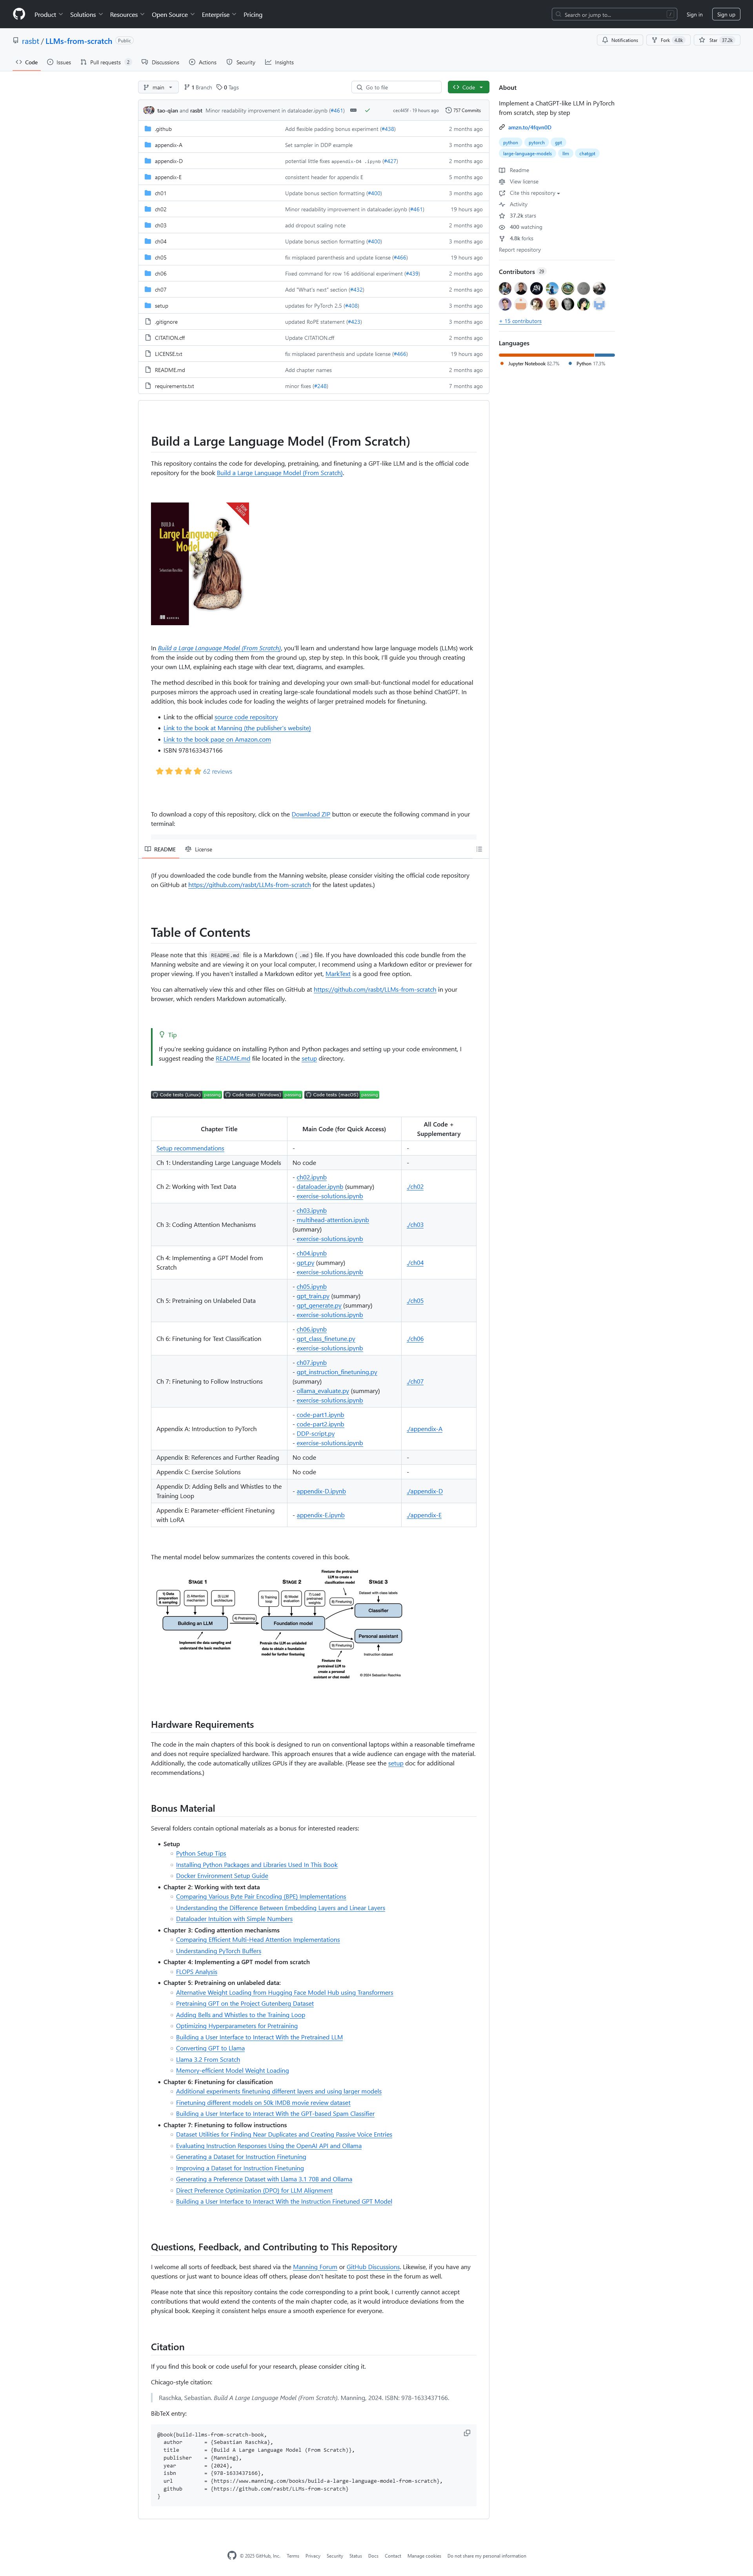 Product Solutions Resources Open Source Enterprise Pricing Search or jump to... / Sign in Sign up
rasbt / LLMs-from-scratch Public Notifications Fork 4.8k Star 37.2k
Code Issues Pull requests 2 Discussions Actions Security Insights
main 1 Branch 0 Tags Go to file Code
tao-qian and rasbt Minor readability improvement in dataloader.ipynb (#461) 19 hours ago 757 Commits
.github Add flexible padding bonus experiment (#438) 2 months ago
appendix-A Set sampler in DDP example 3 months ago
appendix-D potential little fixes appendix-D4 .ipynb (#427) 2 months ago
appendix-E consistent header for appendix E 5 months ago
ch01 Update bonus section formatting (#400) 3 months ago
ch02 Minor readability improvement in dataloader.ipynb (#461) 19 hours ago
ch03 add dropout scaling note 2 months ago
ch04 Update bonus section formatting (#400) 3 months ago
ch05 fix misplaced parenthesis and update license (#466) 19 hours ago
ch06 Fixed command for row 16 additional experiment (#439) 2 months ago
ch07 Add "What's next" section (#432) 2 months ago
setup updates for PyTorch 2.5 (#408) 3 months ago
.gitignore updated RoPE statement (#423) 3 months ago
CITATION.cff Update CITATION.cff 2 months ago
LICENSE.txt fix misplaced parenthesis and update license (#466) 19 hours ago
README.md Add chapter names 2 months ago
requirements.txt minor fixes (#248) 7 months ago
About
Implement a ChatGPT-like LLM in PyTorch
from scratch, step by step
amzn.to/4fqvn0D
python pytorch gpt
large-language-models llm chatgpt
Readme
View license
Cite this repository
Activity
37.2k stars
400 watching
4.8k forks
Report repository
Contributors 29
+ 15 contributors
Languages
Jupyter Notebook 82.7% Python 17.3%
Build a Large Language Model (From Scratch)
This repository contains the code for developing, pretraining, and finetuning a GPT-like LLM and is the official code
repository for the book Build a Large Language Model (From Scratch).
BUILD A
Large Language
Model
Sebastian Raschka
In Build a Large Language Model (From Scratch), you'll learn and understand how large language models (LLMs) work
from the inside out by coding them from the ground up, step by step. In this book, I'll guide you through creating
your own LLM, explaining each stage with clear text, diagrams, and examples.
The method described in this book for training and developing your own small-but-functional model for educational
purposes mirrors the approach used in creating large-scale foundational models such as those behind ChatGPT. In
addition, this book includes code for loading the weights of larger pretrained models for finetuning.
• Link to the official source code repository
• Link to the book at Manning (the publisher's website)
• Link to the book page on Amazon.com
• ISBN 9781633437166
62 reviews
To download a copy of this repository, click on the Download ZIP button or execute the following command in your
terminal:
README License
(If you downloaded the code bundle from the Manning website, please consider visiting the official code repository
on GitHub at https://github.com/rasbt/LLMs-from-scratch for the latest updates.)
Table of Contents
Please note that this README.md file is a Markdown (.md) file. If you have downloaded this code bundle from the
Manning website and are viewing it on your local computer, I recommend using a Markdown editor or previewer for
proper viewing. If you haven't installed a Markdown editor yet, MarkText is a good free option.
You can alternatively view this and other files on GitHub at https://github.com/rasbt/LLMs-from-scratch in your
browser, which renders Markdown automatically.
Tip
If you're seeking guidance on installing Python and Python packages and setting up your code environment, I
suggest reading the README.md file located in the setup directory.
Code tests (Linux) passing Code tests (Windows) passing Code tests (macOS) passing
Chapter Title Main Code (for Quick Access) All Code +
Supplementary
Setup recommendations - -
Ch 1: Understanding Large Language Models No code -
Ch 2: Working with Text Data
- ch02.ipynb
- dataloader.ipynb (summary)
- exercise-solutions.ipynb
./ch02
Ch 3: Coding Attention Mechanisms
- ch03.ipynb
- multihead-attention.ipynb
(summary)
- exercise-solutions.ipynb
./ch03
Ch 4: Implementing a GPT Model from
Scratch
- ch04.ipynb
- gpt.py (summary)
- exercise-solutions.ipynb
./ch04
Ch 5: Pretraining on Unlabeled Data
- ch05.ipynb
- gpt_train.py (summary)
- gpt_generate.py (summary)
- exercise-solutions.ipynb
./ch05
Ch 6: Finetuning for Text Classification
- ch06.ipynb
- gpt_class_finetune.py
- exercise-solutions.ipynb
./ch06
Ch 7: Finetuning to Follow Instructions
- ch07.ipynb
- gpt_instruction_finetuning.py
(summary)
- ollama_evaluate.py (summary)
- exercise-solutions.ipynb
./ch07
Appendix A: Introduction to PyTorch
- code-part1.ipynb
- code-part2.ipynb
- DDP-script.py
- exercise-solutions.ipynb
./appendix-A
Appendix B: References and Further Reading No code -
Appendix C: Exercise Solutions No code -
Appendix D: Adding Bells and Whistles to the
Training Loop
- appendix-D.ipynb
./appendix-D
Appendix E: Parameter-efficient Finetuning
with LoRA
- appendix-E.ipynb
./appendix-E
The mental model below summarizes the contents covered in this book.
STAGE 1
1) Data
preparation
& sampling
2) Attention
mechanism
3) LLM
architecture
Building an LLM
Implement the data sampling and
understand the basic mechanism
4) Pretraining
STAGE 2
5) Training
loop
6) Model
evaluation
7) Load
pretrained
weights
Foundation model
Pretrain the LLM on unlabeled
data to obtain a foundation
model for further finetuning
Finetune the pretrained
LLM to create a
classification model
STAGE 3
8) Finetuning
Dataset with class labels
Classifier
9) Finetuning
Personal assistant
Instruction dataset
Finetune the
pretrained LLM to
create a personal
assistant or chat model
© 2024 Sebastian Raschka
Hardware Requirements
The code in the main chapters of this book is designed to run on conventional laptops within a reasonable timeframe
and does not require specialized hardware. This approach ensures that a wide audience can engage with the material.
Additionally, the code automatically utilizes GPUs if they are available. (Please see the setup doc for additional
recommendations.)
Bonus Material
Several folders contain optional materials as a bonus for interested readers:
• Setup
◦ Python Setup Tips
◦ Installing Python Packages and Libraries Used In This Book
◦ Docker Environment Setup Guide
• Chapter 2: Working with text data
◦ Comparing Various Byte Pair Encoding (BPE) Implementations
◦ Understanding the Difference Between Embedding Layers and Linear Layers
◦ Dataloader Intuition with Simple Numbers
• Chapter 3: Coding attention mechanisms
◦ Comparing Efficient Multi-Head Attention Implementations
◦ Understanding PyTorch Buffers
• Chapter 4: Implementing a GPT model from scratch
◦ FLOPS Analysis
• Chapter 5: Pretraining on unlabeled data:
◦ Alternative Weight Loading from Hugging Face Model Hub using Transformers
◦ Pretraining GPT on the Project Gutenberg Dataset
◦ Adding Bells and Whistles to the Training Loop
◦ Optimizing Hyperparameters for Pretraining
◦ Building a User Interface to Interact With the Pretrained LLM
◦ Converting GPT to Llama
◦ Llama 3.2 From Scratch
◦ Memory-efficient Model Weight Loading
• Chapter 6: Finetuning for classification
◦ Additional experiments finetuning different layers and using larger models
◦ Finetuning different models on 50k IMDB movie review dataset
◦ Building a User Interface to Interact With the GPT-based Spam Classifier
• Chapter 7: Finetuning to follow instructions
◦ Dataset Utilities for Finding Near Duplicates and Creating Passive Voice Entries
◦ Evaluating Instruction Responses Using the OpenAI API and Ollama
◦ Generating a Dataset for Instruction Finetuning
◦ Improving a Dataset for Instruction Finetuning
◦ Generating a Preference Dataset with Llama 3.1 70B and Ollama
◦ Direct Preference Optimization (DPO) for LLM Alignment
◦ Building a User Interface to Interact With the Instruction Finetuned GPT Model
Questions, Feedback, and Contributing to This Repository
I welcome all sorts of feedback, best shared via the Manning Forum or GitHub Discussions. Likewise, if you have any
questions or just want to bounce ideas off others, please don't hesitate to post these in the forum as well.
Please note that since this repository contains the code corresponding to a print book, I currently cannot accept
contributions that would extend the contents of the main chapter code, as it would introduce deviations from the
physical book. Keeping it consistent helps ensure a smooth experience for everyone.
Citation
If you find this book or code useful for your research, please consider citing it.
Chicago-style citation:
Raschka, Sebastian. Build A Large Language Model (From Scratch). Manning, 2024. ISBN: 978-1633437166.
BibTeX entry:
@book{build-llms-from-scratch-book,
author = {Sebastian Raschka},
title = {Build A Large Language Model (From Scratch)},
publisher = {Manning},
year = {2024},
isbn = {978-1633437166},
url = {https://www.manning.com/books/build-a-large-language-model-from-scratch},
github = {https://github.com/rasbt/LLMs-from-scratch}
}
© 2025 GitHub, Inc. Terms Privacy Security Status Docs Contact Manage cookies Do not share my personal information